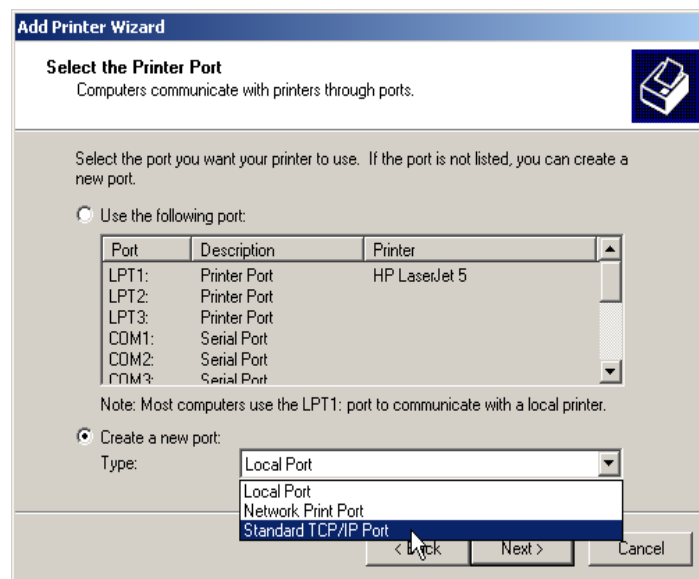 Add Printer Wizard
Select the Printer Port
Computers communicate with printers through ports.
Select the port you want your printer to use. If the port is not listed, you can create a
new port.
Use the following port:
Port Description Printer
LPT1: Printer Port HP LaserJet 5
LPT2: Printer Port
LPT3: Printer Port
COM1: Serial Port
COM2: Serial Port
COM3: Serial Port
Note: Most computers use the LPT1: port to communicate with a local printer.
Create a new port:
Type: Local Port
Local Port
Network Print Port
Standard TCP/IP Port
< Back Next > Cancel